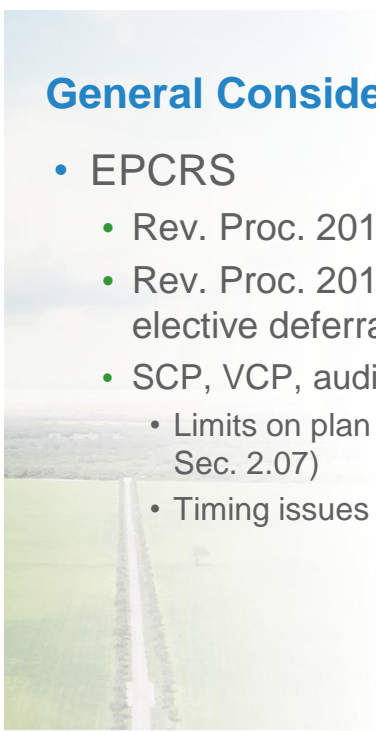 General Conside
• EPCRS
• Rev. Proc. 201
• Rev. Proc. 201
elective deferra
• SCP, VCP, audi
• Limits on plan
Sec. 2.07)
• Timing issues